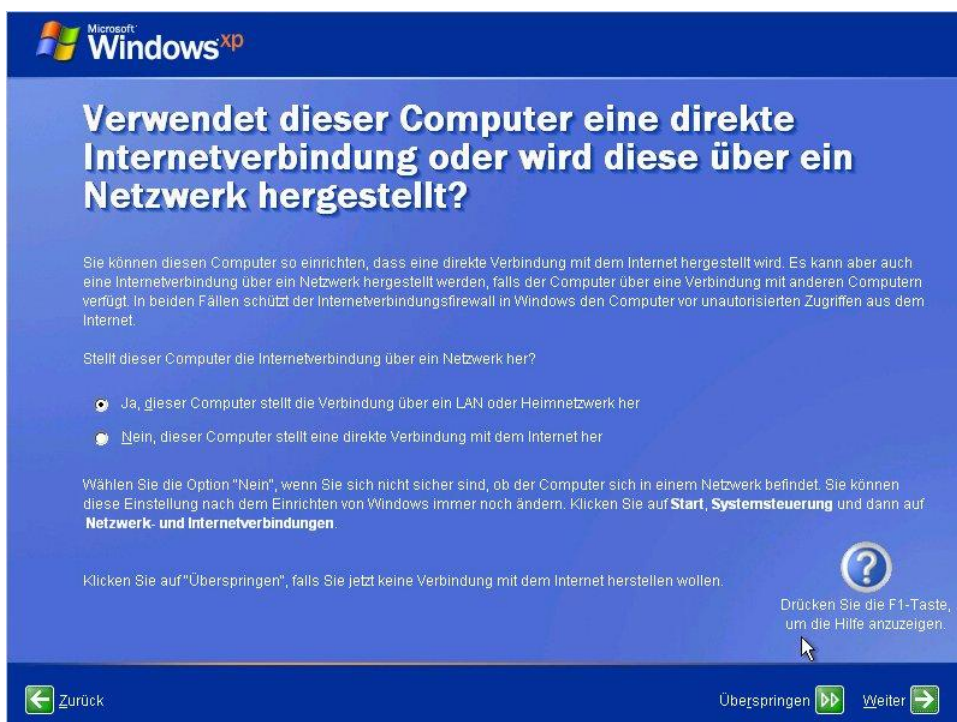 Microsoft
Windows xp
Verwendet dieser Computer eine direkte
Internetverbindung oder wird diese über ein
Netzwerk hergestellt?
Sie können diesen Computer so einrichten, dass eine direkte Verbindung mit dem Internet hergestellt wird. Es kann aber auch
eine Internetverbindung über ein Netzwerk hergestellt werden, falls der Computer über eine Verbindung mit anderen Computern
verfügt. In beiden Fällen schützt der Internetverbindungsfirewall in Windows den Computer vor unautorisierten Zugriffen aus dem
Internet.
Stellt dieser Computer die Internetverbindung über ein Netzwerk her?
Ja, dieser Computer stellt die Verbindung über ein LAN oder Heimnetzwerk her
Nein, dieser Computer stellt eine direkte Verbindung mit dem Internet her
Wählen Sie die Option "Nein", wenn Sie sich nicht sicher sind, ob der Computer sich in einem Netzwerk befindet. Sie können
diese Einstellung nach dem Einrichten von Windows immer noch ändern. Klicken Sie auf Start, Systemsteuerung und dann auf
Netzwerk- und Internetverbindungen.
Klicken Sie auf "Überspringen", falls Sie jetzt keine Verbindung mit dem Internet herstellen wollen.
?
Drücken Sie die F1-Taste,
um die Hilfe anzuzeigen.
Zurück
Überspringen
Weiter